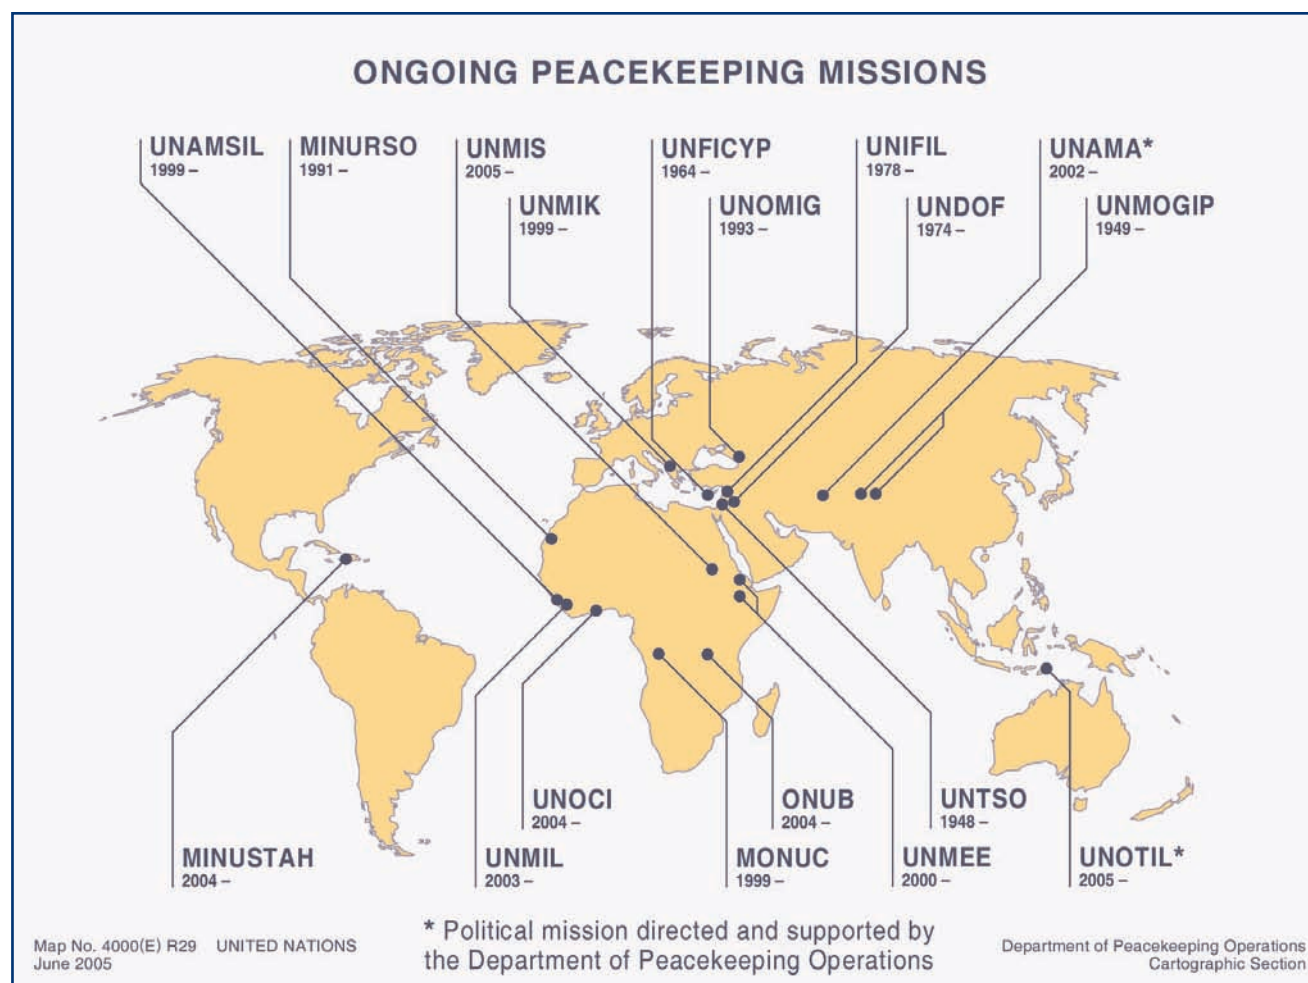 ONGOING PEACEKEEPING MISSIONS
UNAMSIL
1999 –
MINURSO
1991 –
UNMIS
2005 –
UNFICYP
1964 –
UNIFIL
1978 –
UNAMA*
2002 –
UNMIK
1999 –
UNOMIG
1993 –
UNDOF
1974 –
UNMOGIP
1949 –
UNOCI
2004 –
ONUB
2004 –
UNTSO
1948 –
MINUSTAH
2004 –
UNMIL
2003 –
MONUC
1999 –
UNMEE
2000 –
UNOTIL*
2005 –
* Political mission directed and supported by
the Department of Peacekeeping Operations
Map No. 4000(E) R29 UNITED NATIONS
June 2005
Department of Peacekeeping Operations
Cartographic Section